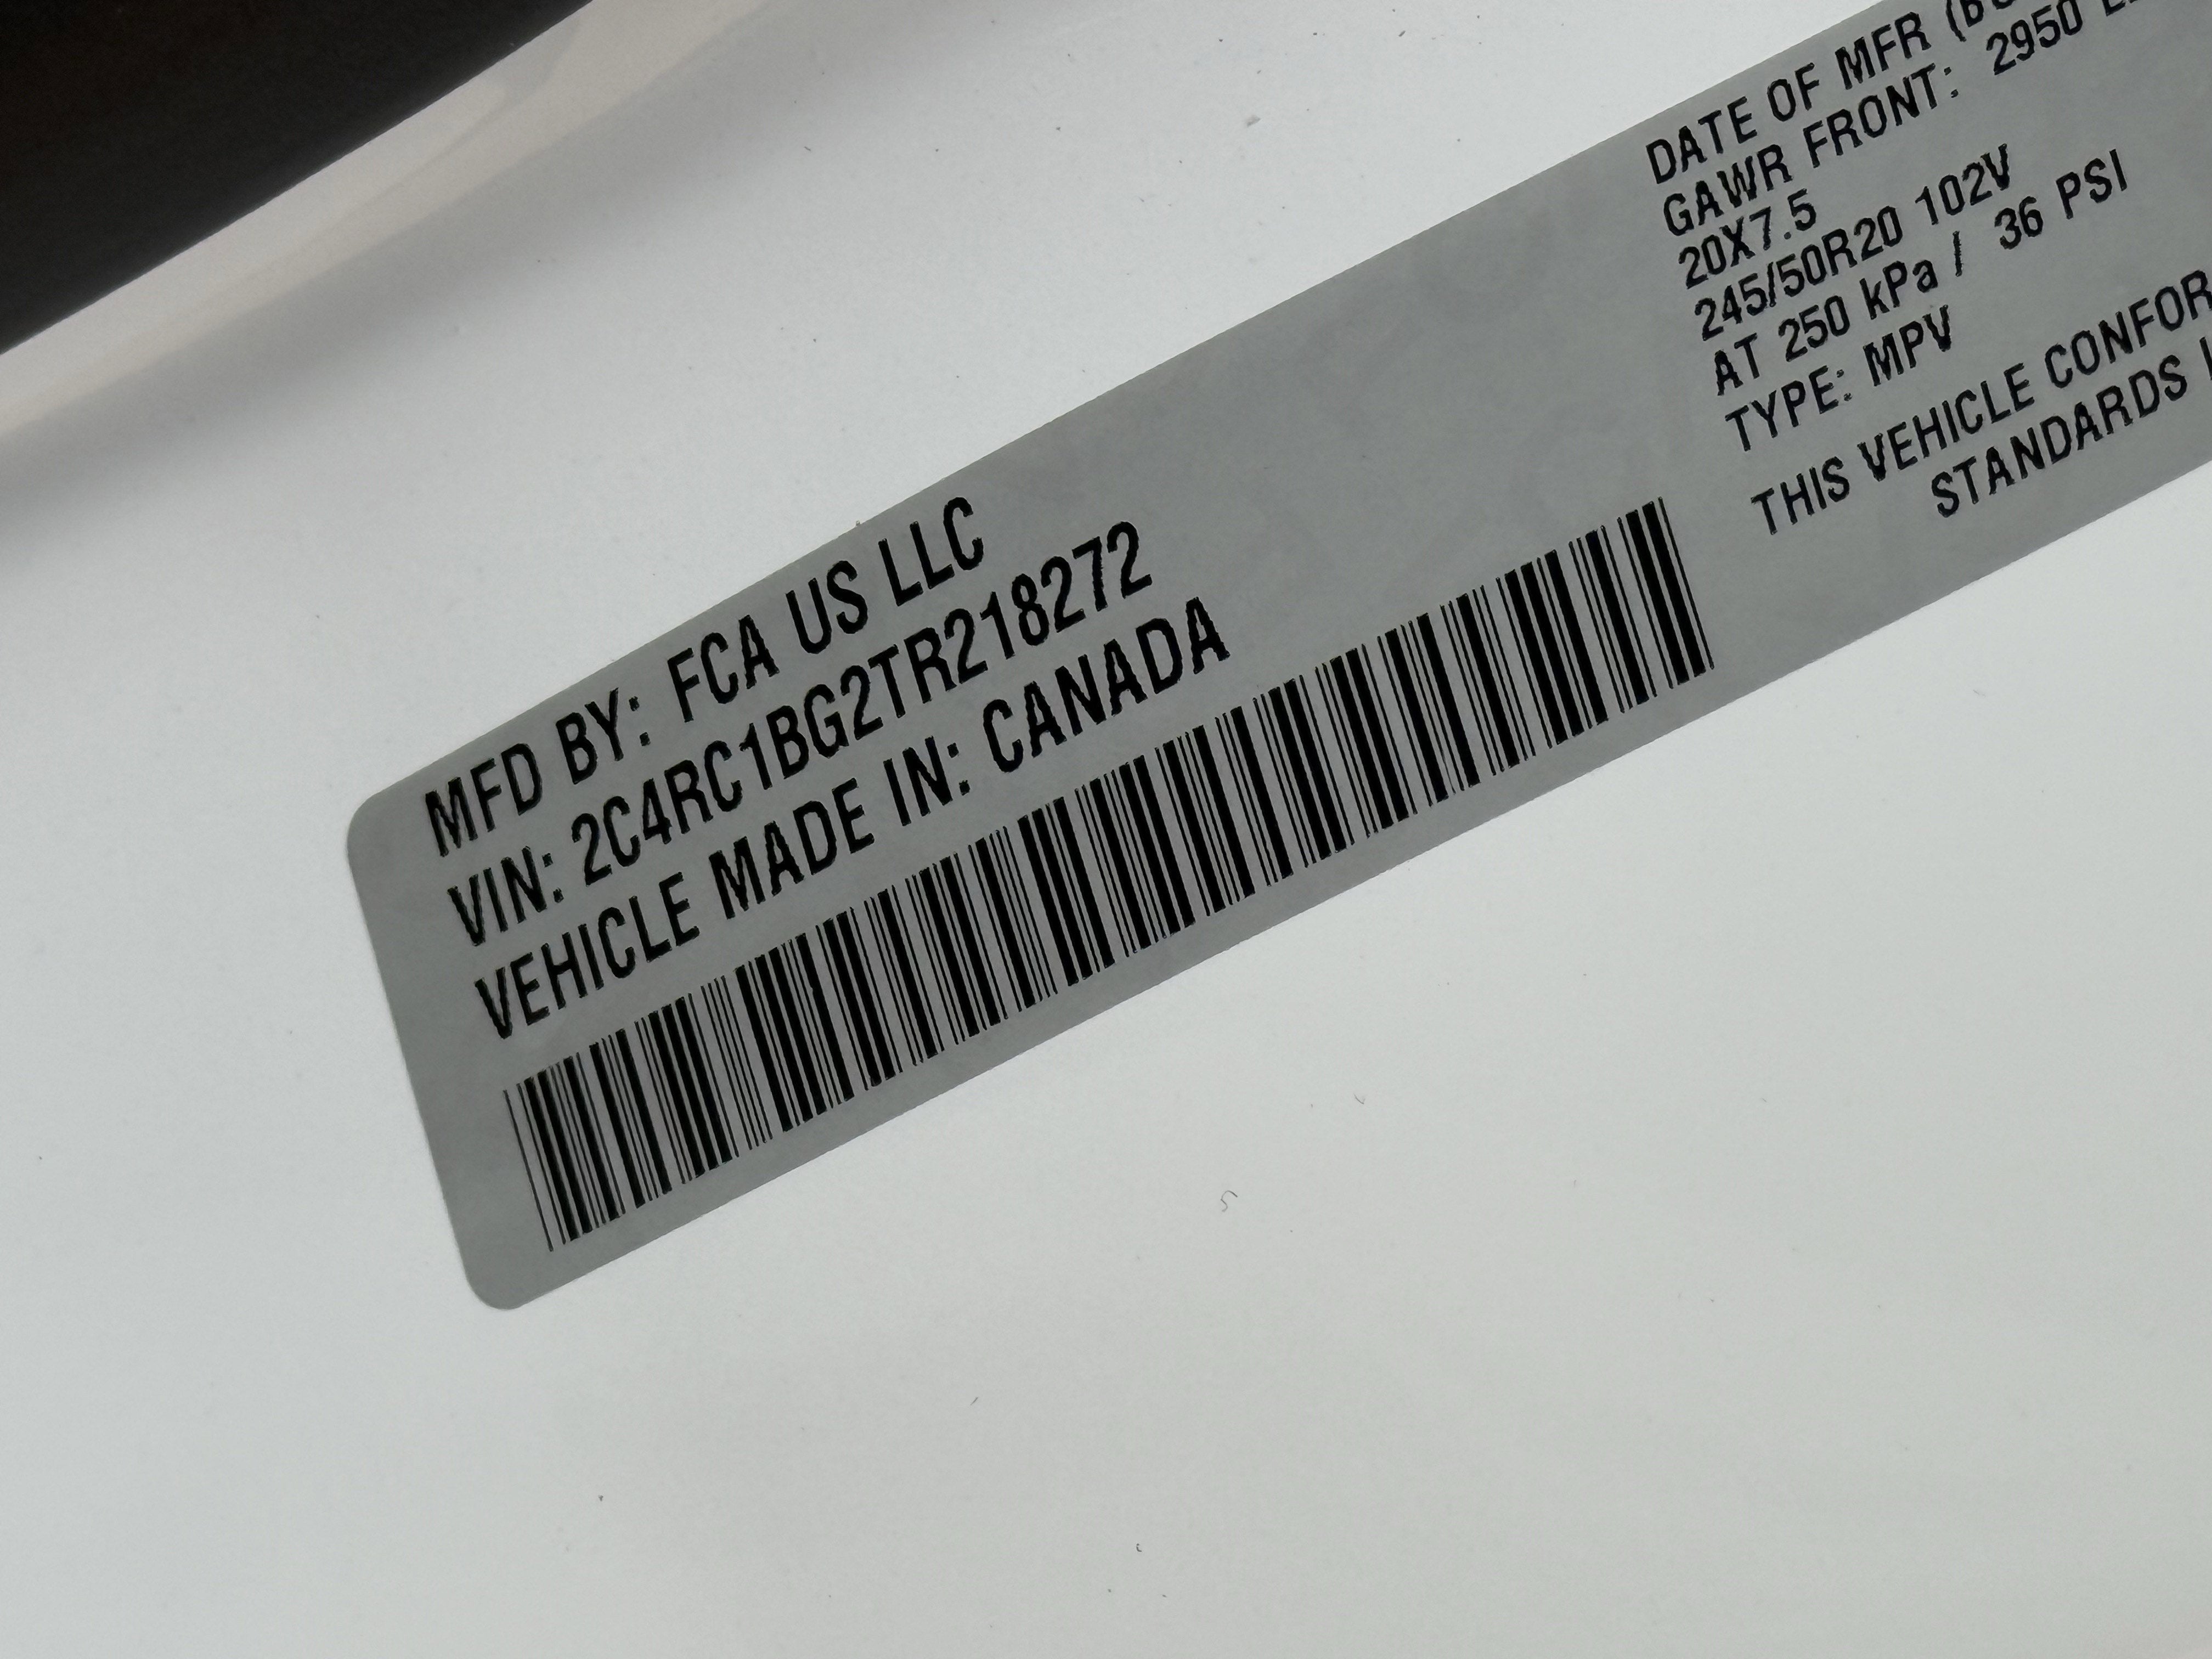 MFD BY: FCA US LLC
VIN: 2C4RC1BG2TR218272
VEHICLE MADE IN: CANADA
DATE OF MFR
GAWR FRONT: 2950
20X7.5
245/50R20 102V
AT 250 kPa / 36 PSI
TYPE: MPV
THIS VEHICLE CONFOR
STANDARDS